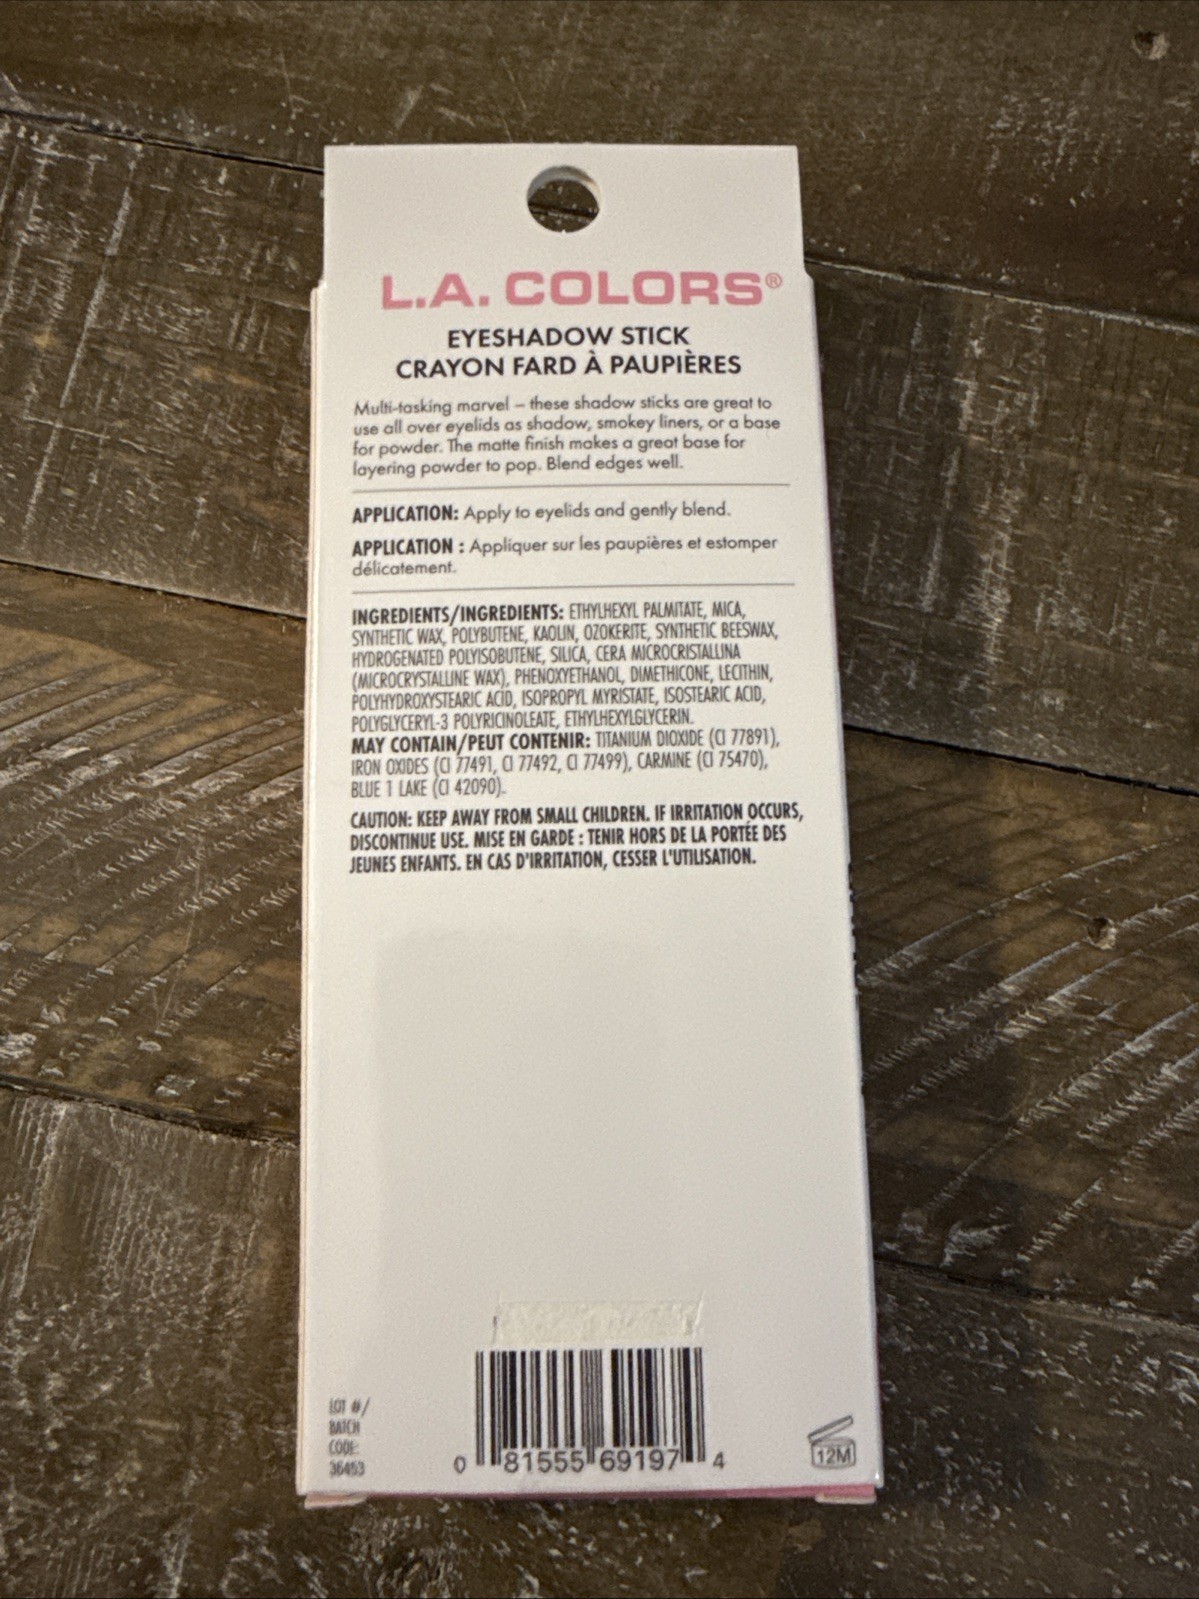 L.A. COLORS®
EYESHADOW STICK
CRAYON FARD À PAUPIÈRES
Multi-tasking marvel – these shadow sticks are great to
use all over eyelids as shadow, smokey liners, or a base
for powder. The matte finish makes a great base for
layering powder to pop. Blend edges well.
APPLICATION: Apply to eyelids and gently blend.
APPLICATION : Appliquer sur les paupières et estomper
délicatement.
INGREDIENTS/INGREDIENTS: ETHYLHEXYL PALMITATE, MICA,
SYNTHETIC WAX, POLYBUTENE, KAOLIN, OZOKERITE, SYNTHETIC BEESWAX,
HYDROGENATED POLYISOBUTENE, SILICA, CERA MICROCRISTALLINA
(MICROCRYSTALLINE WAX), PHENOXYETHANOL, DIMETHICONE, LECITHIN,
POLYHYDROXYSTEARIC ACID, ISOPROPYL MYRISTATE, ISOSTEARIC ACID,
POLYGLYCERYL-3 POLYRICINOLEATE, ETHYLHEXYLGLYCERIN.
MAY CONTAIN/PEUT CONTENIR: TITANIUM DIOXIDE (CI 77891),
IRON OXIDES (CI 77491, CI 77492, CI 77499), CARMINE (CI 75470),
BLUE 1 LAKE (CI 42090).
CAUTION: KEEP AWAY FROM SMALL CHILDREN. IF IRRITATION OCCURS,
DISCONTINUE USE. MISE EN GARDE : TENIR HORS DE LA PORTÉE DES
JEUNES ENFANTS. EN CAS D'IRRITATION, CESSER L'UTILISATION.
LOT #/
BATCH
CODE:
36453
0 81555 69197 4
12M